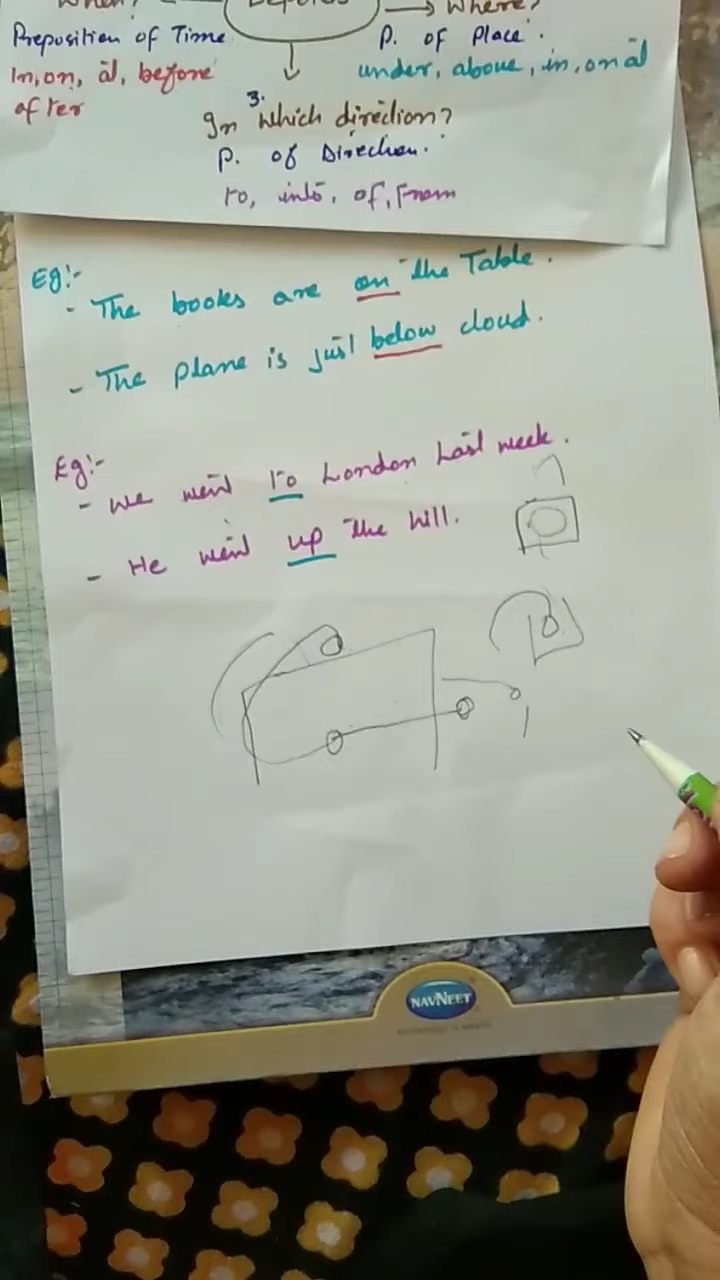 When? Where?
Preposition of Time P. of Place.
In, on, at, before under, above, in, on at
after
3.
In which direction?
P. of Direction.
to, into, of, From
Eg:-
- The books are on the Table.
- The plane is just below cloud.
Eg:-
- We went to London Last week.
- He went up the hill.
NAVNEET